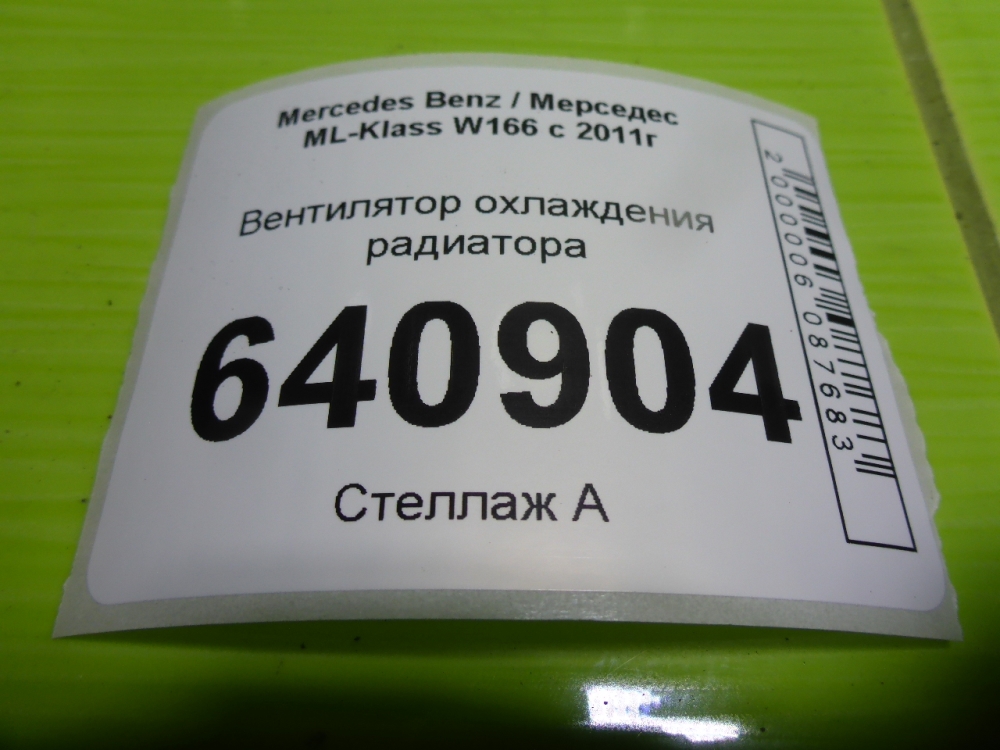 Mercedes Benz / Мерседес
ML-Klass W166 с 2011г
Вентилятор охлаждения
радиатора
640904
Стеллаж А
2000006087683